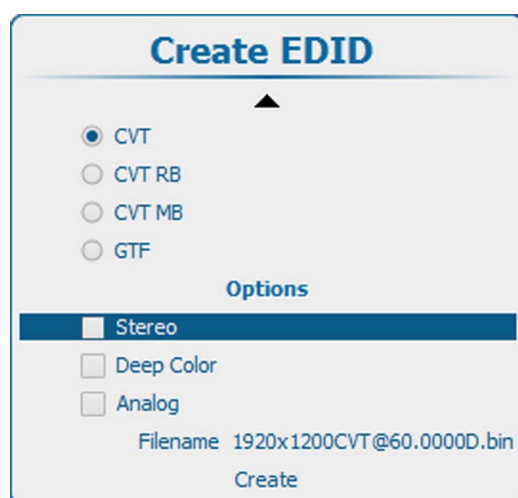 Create EDID
CVT
CVT RB
CVT MB
GTF
Options
Stereo
Deep Color
Analog
Filename 1920x1200CVT@60.0000D.bin
Create